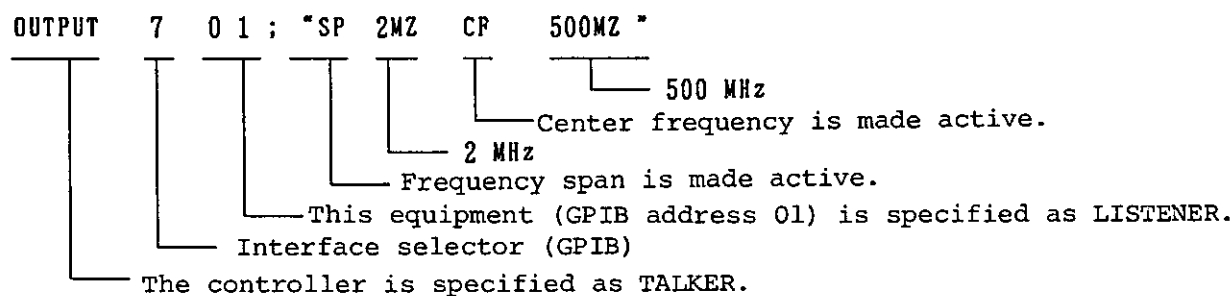 OUTPUT 7 0 1 ; "SP 2MZ CF 500MZ "
500 MHz
Center frequency is made active.
2 MHz
Frequency span is made active.
This equipment (GPIB address 01) is specified as LISTENER.
Interface selector (GPIB)
The controller is specified as TALKER.